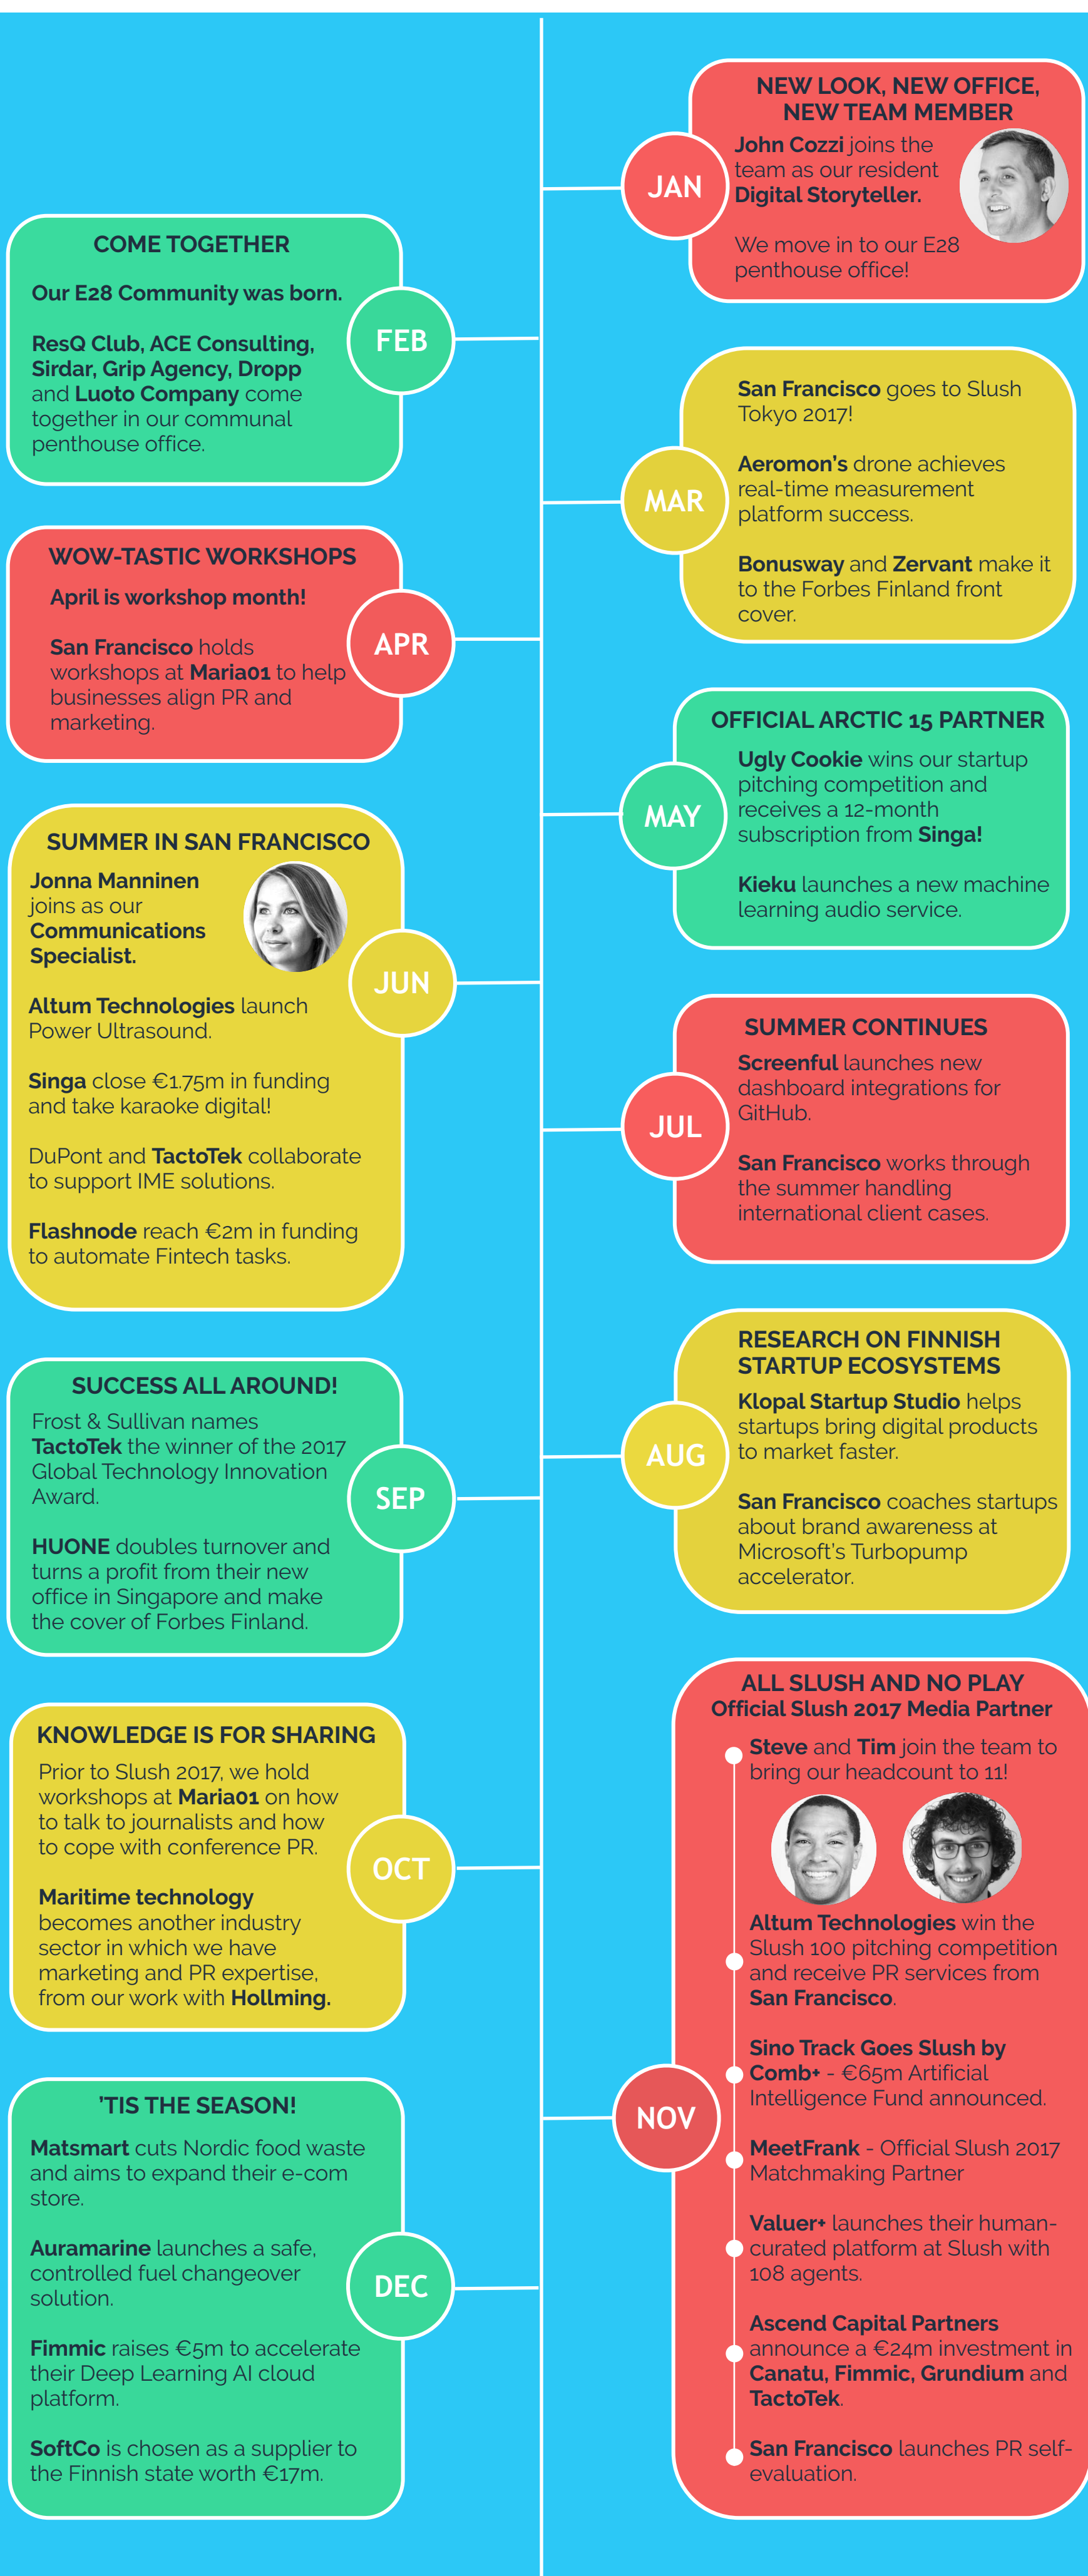 NEW LOOK, NEW OFFICE,
NEW TEAM MEMBER
JAN
John Cozzi joins the
team as our resident
Digital Storyteller.
We move in to our E28
penthouse office!
COME TOGETHER
Our E28 Community was born.
FEB
ResQ Club, ACE Consulting,
Sirdar, Grip Agency, Dropp
and Luoto Company come
together in our communal
penthouse office.
San Francisco goes to Slush
Tokyo 2017!
MAR
Aeromon's drone achieves
real-time measurement
platform success.
Bonusway and Zervant make it
to the Forbes Finland front
cover.
WOW-TASTIC WORKSHOPS
April is workshop month!
APR
San Francisco holds
workshops at Maria01 to help
businesses align PR and
marketing.
OFFICIAL ARCTIC 15 PARTNER
MAY
Ugly Cookie wins our startup
pitching competition and
receives a 12-month
subscription from Singa!
Kieku launches a new machine
learning audio service.
SUMMER IN SAN FRANCISCO
Jonna Manninen
joins as our
Communications
Specialist.
JUN
Altum Technologies launch
Power Ultrasound.
Singa close €1.75m in funding
and take karaoke digital!
DuPont and TactoTek collaborate
to support IME solutions.
Flashnode reach €2m in funding
to automate Fintech tasks.
SUMMER CONTINUES
JUL
Screenful launches new
dashboard integrations for
GitHub.
San Francisco works through
the summer handling
international client cases.
RESEARCH ON FINNISH
STARTUP ECOSYSTEMS
AUG
Klopal Startup Studio helps
startups bring digital products
to market faster.
San Francisco coaches startups
about brand awareness at
Microsoft's Turbopump
accelerator.
SUCCESS ALL AROUND!
SEP
Frost & Sullivan names
TactoTek the winner of the 2017
Global Technology Innovation
Award.
HUONE doubles turnover and
turns a profit from their new
office in Singapore and make
the cover of Forbes Finland.
KNOWLEDGE IS FOR SHARING
OCT
Prior to Slush 2017, we hold
workshops at Maria01 on how
to talk to journalists and how
to cope with conference PR.
Maritime technology
becomes another industry
sector in which we have
marketing and PR expertise,
from our work with Hollming.
ALL SLUSH AND NO PLAY
Official Slush 2017 Media Partner
NOV
Steve and Tim join the team to
bring our headcount to 11!
Altum Technologies win the
Slush 100 pitching competition
and receive PR services from
San Francisco.
Sino Track Goes Slush by
Comb+ - €65m Artificial
Intelligence Fund announced.
MeetFrank - Official Slush 2017
Matchmaking Partner
Valuer+ launches their human-
curated platform at Slush with
108 agents.
Ascend Capital Partners
announce a €24m investment in
Canatu, Fimmic, Grundium and
TactoTek.
San Francisco launches PR self-
evaluation.
'TIS THE SEASON!
DEC
Matsmart cuts Nordic food waste
and aims to expand their e-com
store.
Auramarine launches a safe,
controlled fuel changeover
solution.
Fimmic raises €5m to accelerate
their Deep Learning AI cloud
platform.
SoftCo is chosen as a supplier to
the Finnish state worth €17m.